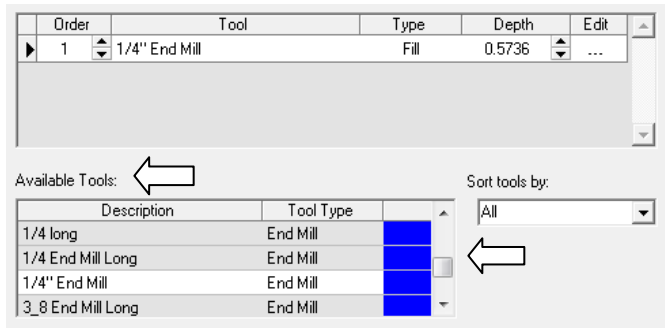 Order Tool Type Depth Edit
1 1/4" End Mill Fill 0.5736 ...
Available Tools:
Sort tools by:
Description Tool Type
All
1/4 long End Mill
1/4 End Mill Long End Mill
1/4" End Mill End Mill
3_8 End Mill Long End Mill